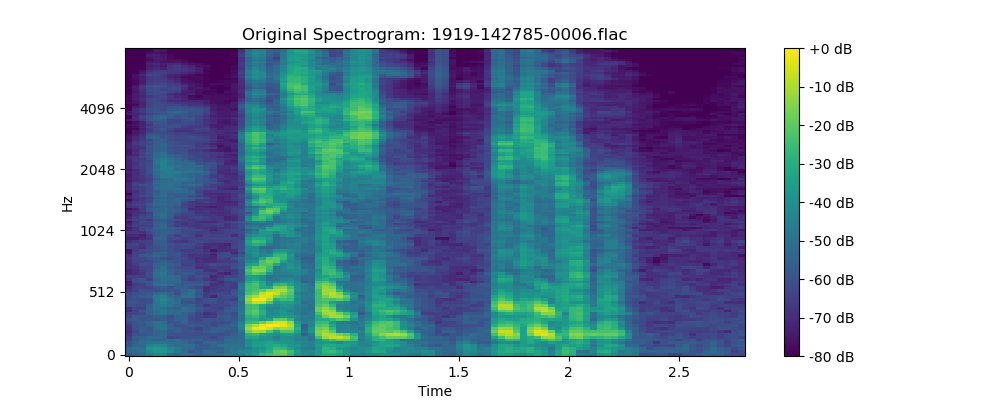 Original Spectrogram: 1919-142785-0006.flac
Hz
4096
2048
1024
512
0
0
0.5
1
1.5
2
2.5
Time
+0 dB
-10 dB
-20 dB
-30 dB
-40 dB
-50 dB
-60 dB
-70 dB
-80 dB